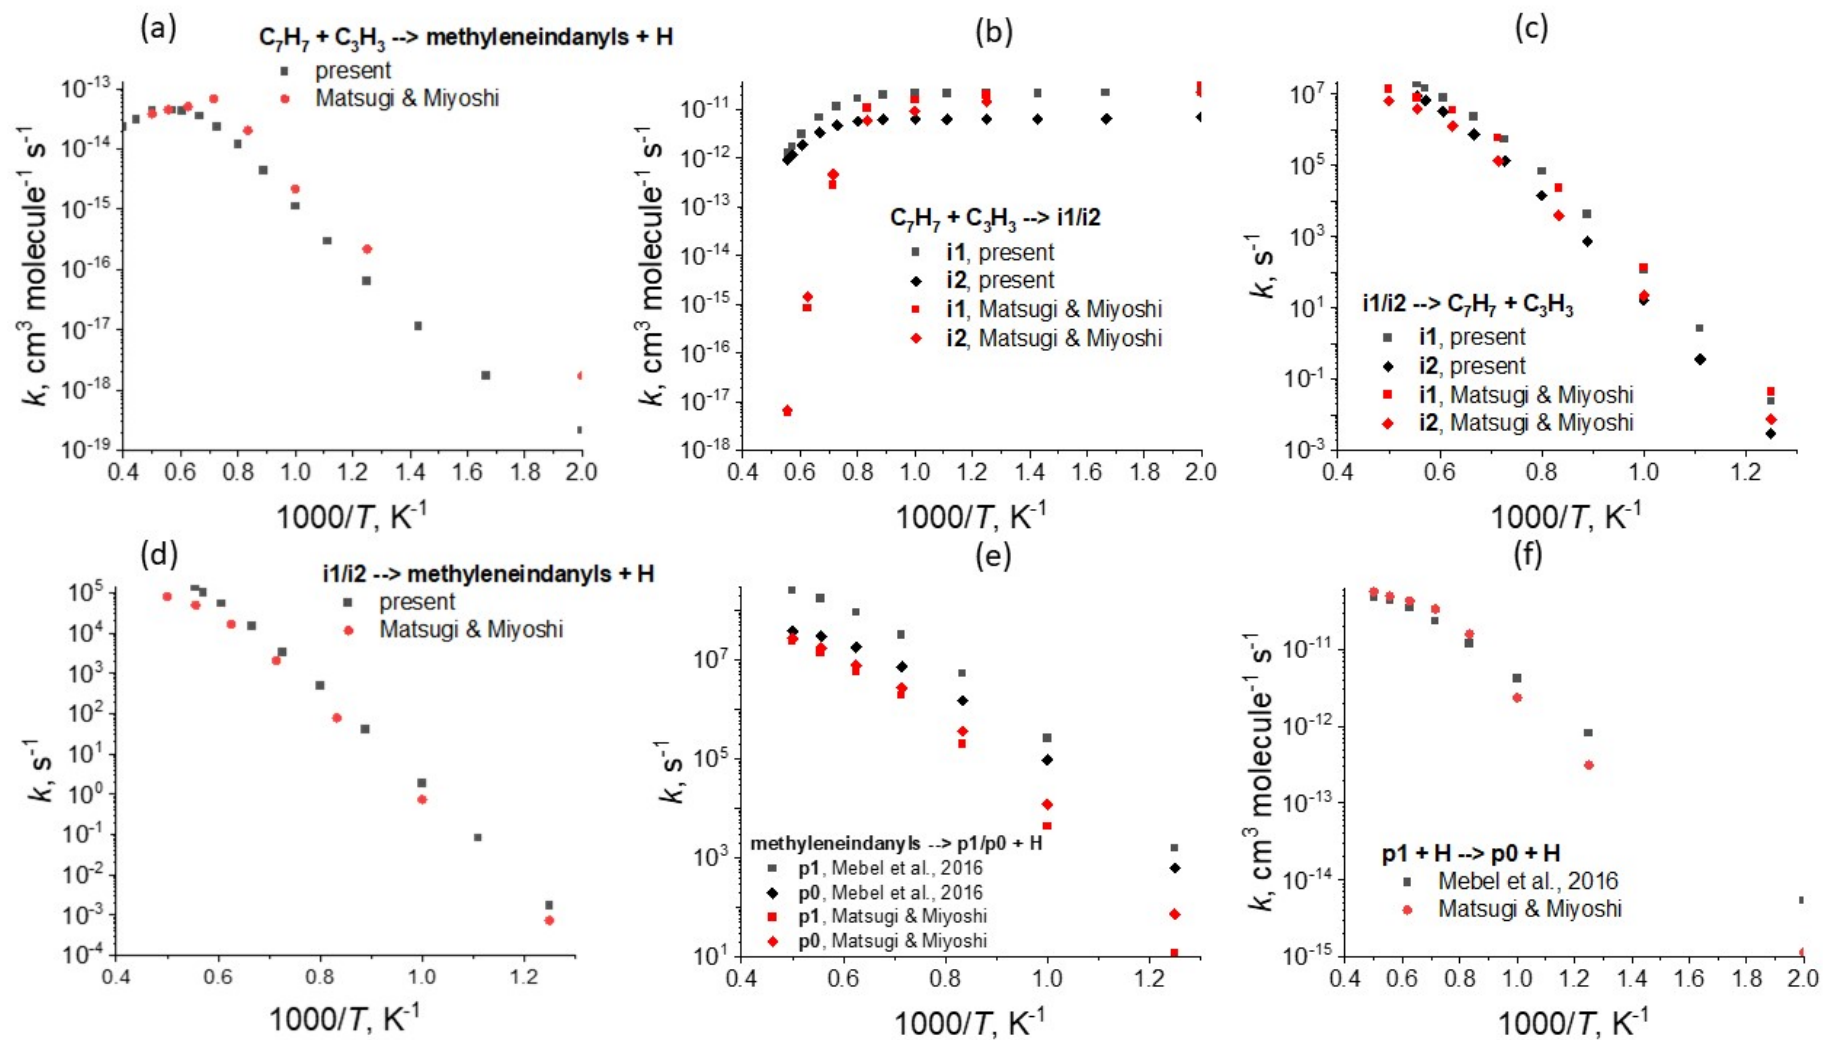 (a)
C₇H₇ + C₃H₃ --> methyleneindanyls + H
present
Matsugi & Miyoshi
10⁻¹³
10⁻¹⁴
10⁻¹⁵
10⁻¹⁶
10⁻¹⁷
10⁻¹⁸
10⁻¹⁹
k, cm³ molecule⁻¹ s⁻¹
0.4 0.6 0.8 1.0 1.2 1.4 1.6 1.8 2.0
1000/T, K⁻¹
(b)
10⁻¹¹
10⁻¹²
10⁻¹³
10⁻¹⁴
10⁻¹⁵
10⁻¹⁶
10⁻¹⁷
10⁻¹⁸
k, cm³ molecule⁻¹ s⁻¹
C₇H₇ + C₃H₃ --> i1/i2
i1, present
i2, present
i1, Matsugi & Miyoshi
i2, Matsugi & Miyoshi
0.4 0.6 0.8 1.0 1.2 1.4 1.6 1.8 2.0
1000/T, K⁻¹
(c)
10⁷
10⁵
10³
10¹
10⁻¹
10⁻³
k, s⁻¹
i1/i2 --> C₇H₇ + C₃H₃
i1, present
i2, present
i1, Matsugi & Miyoshi
i2, Matsugi & Miyoshi
0.4 0.6 0.8 1.0 1.2
1000/T, K⁻¹
(d)
i1/i2 --> methyleneindanyls + H
present
Matsugi & Miyoshi
10⁵
10⁴
10³
10²
10¹
10⁰
10⁻¹
10⁻²
10⁻³
10⁻⁴
k, s⁻¹
0.4 0.6 0.8 1.0 1.2
1000/T, K⁻¹
(e)
10⁷
10⁵
10³
10¹
k, s⁻¹
methyleneindanyls --> p1/p0 + H
p1, Mebel et al., 2016
p0, Mebel et al., 2016
p1, Matsugi & Miyoshi
p0, Matsugi & Miyoshi
0.4 0.6 0.8 1.0 1.2
1000/T, K⁻¹
(f)
10⁻¹¹
10⁻¹²
10⁻¹³
10⁻¹⁴
10⁻¹⁵
k, cm³ molecule⁻¹ s⁻¹
p1 + H --> p0 + H
Mebel et al., 2016
Matsugi & Miyoshi
0.4 0.6 0.8 1.0 1.2 1.4 1.6 1.8 2.0
1000/T, K⁻¹